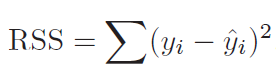 RSS = ∑(yᵢ − ŷᵢ)²